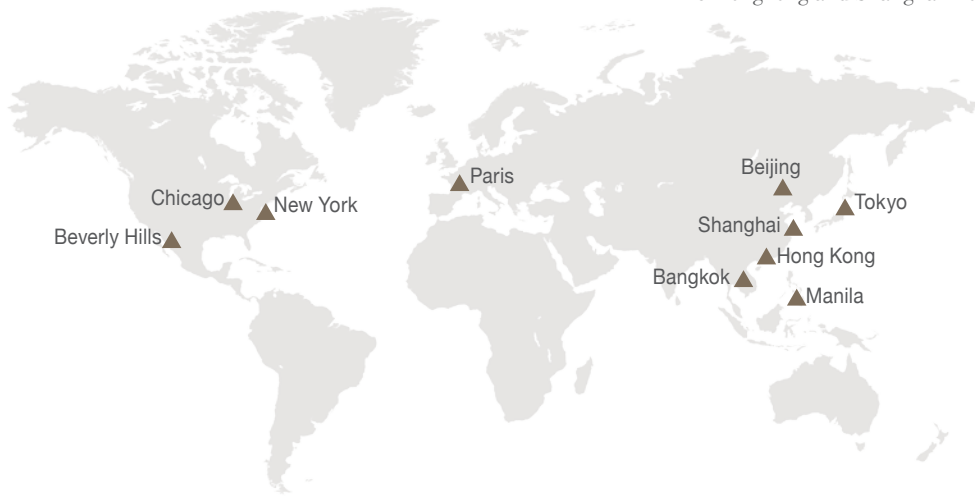 Paris
Beijing
Chicago
New York
Tokyo
Shanghai
Beverly Hills
Hong Kong
Bangkok
Manila